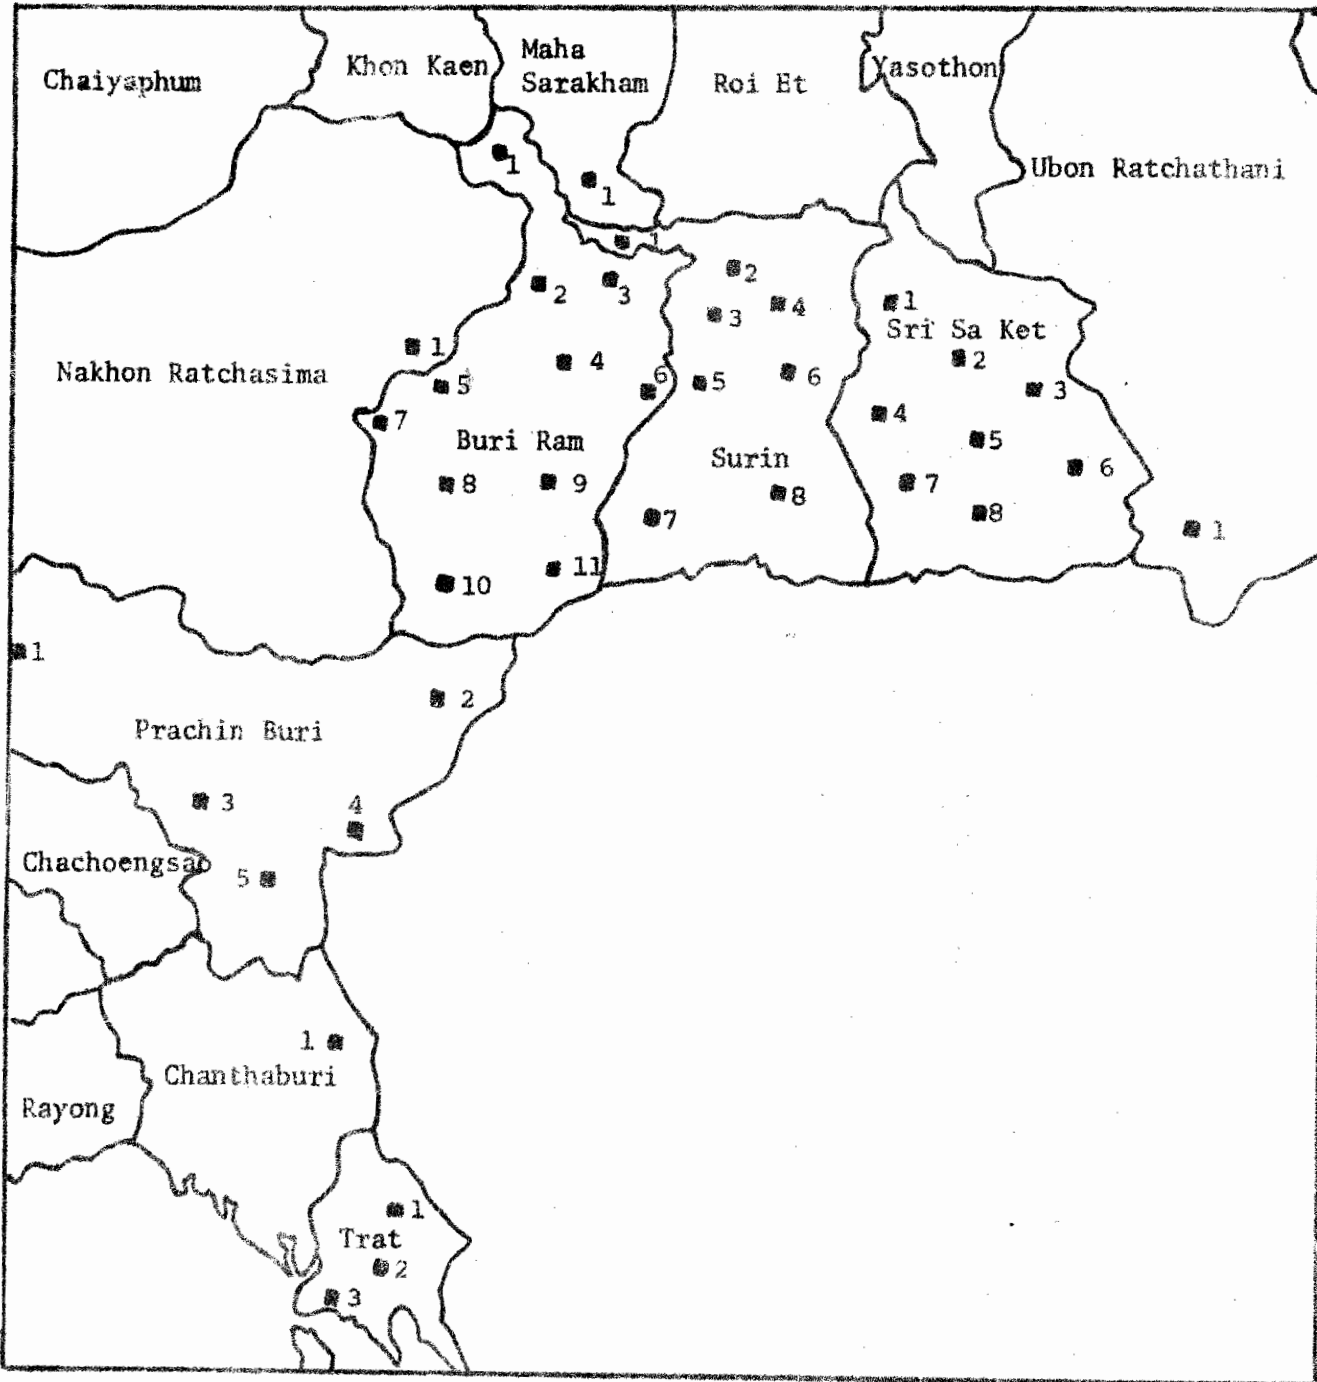 Chaiyaphum
Khon Kaen
Maha
Sarakham
Roi Et
Yasothon
Ubon Ratchathani
1
1
1
2
3
2
3
4
1
Sri Sa Ket
2
3
4
5
6
7
8
1
Nakhon Ratchasima
1
5
7
4
6
5
6
Buri Ram
Surin
8
9
7
8
10
11
1
2
Prachin Buri
3
4
5
Chachoengsao
1
Chanthaburi
Rayong
1
Trat
2
3